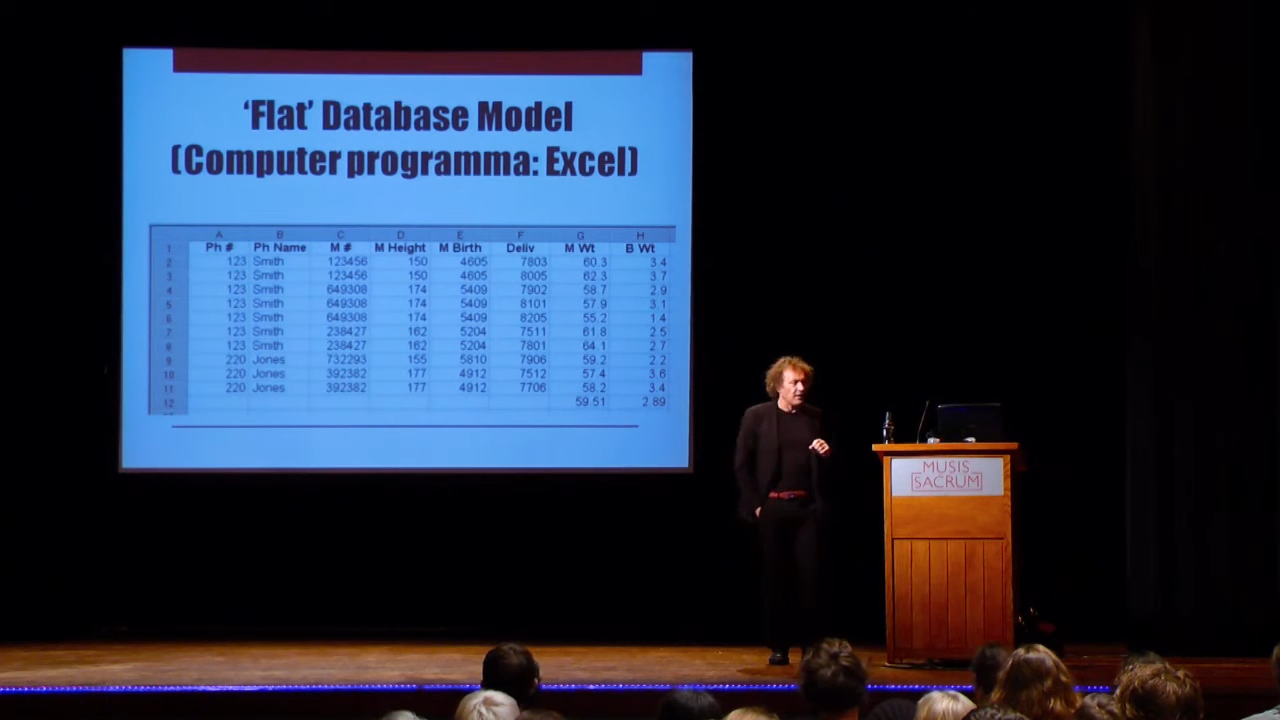 ‘Flat’ Database Model
(Computer programma: Excel)
A B C D E F G H
1 Ph # Ph Name M # M Height M Birth Deliv M Wt B Wt
2 123 Smith 123456 150 4605 7803 60.3 3.4
3 123 Smith 123456 150 4605 8005 62.3 3.7
4 123 Smith 649308 174 5409 7902 58.7 2.9
5 123 Smith 649308 174 5409 8101 57.9 3.1
6 123 Smith 649308 174 5409 8205 55.2 1.4
7 123 Smith 238427 162 5204 7511 61.8 2.5
8 123 Smith 238427 162 5204 7801 64.1 2.7
9 220 Jones 732293 155 5810 7906 59.2 2.2
10 220 Jones 392382 177 4912 7512 57.4 3.6
11 220 Jones 392382 177 4912 7706 58.2 3.4
12 59.51 2.89
MUSIS
SACRUM